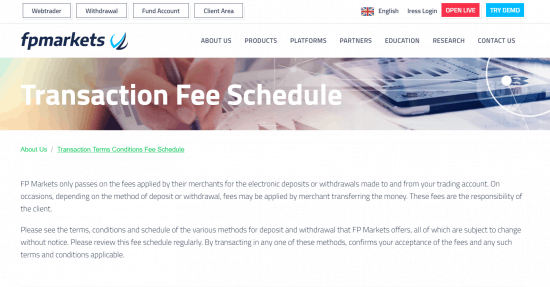 Webtrader Withdrawal Fund Account Client Area English Iress Login OPEN LIVE TRY DEMO
fpmarkets ABOUT US PRODUCTS PLATFORMS PARTNERS EDUCATION RESEARCH CONTACT US
Transaction Fee Schedule
About Us / Transaction Terms Conditions Fee Schedule
FP Markets only passes on the fees applied by their merchants for the electronic deposits or withdrawals made to and from your trading account. On
occasions, depending on the method of deposit or withdrawal, fees may be applied by merchant transferring the money. These fees are the responsibility of
the client.
Please see the terms, conditions and schedule of the various methods for deposit and withdrawal that FP Markets offers, all of which are subject to change
without notice. Please review this fee schedule regularly. By transacting in any one of these methods, confirms your acceptance of the fees and any such
terms and conditions applicable.